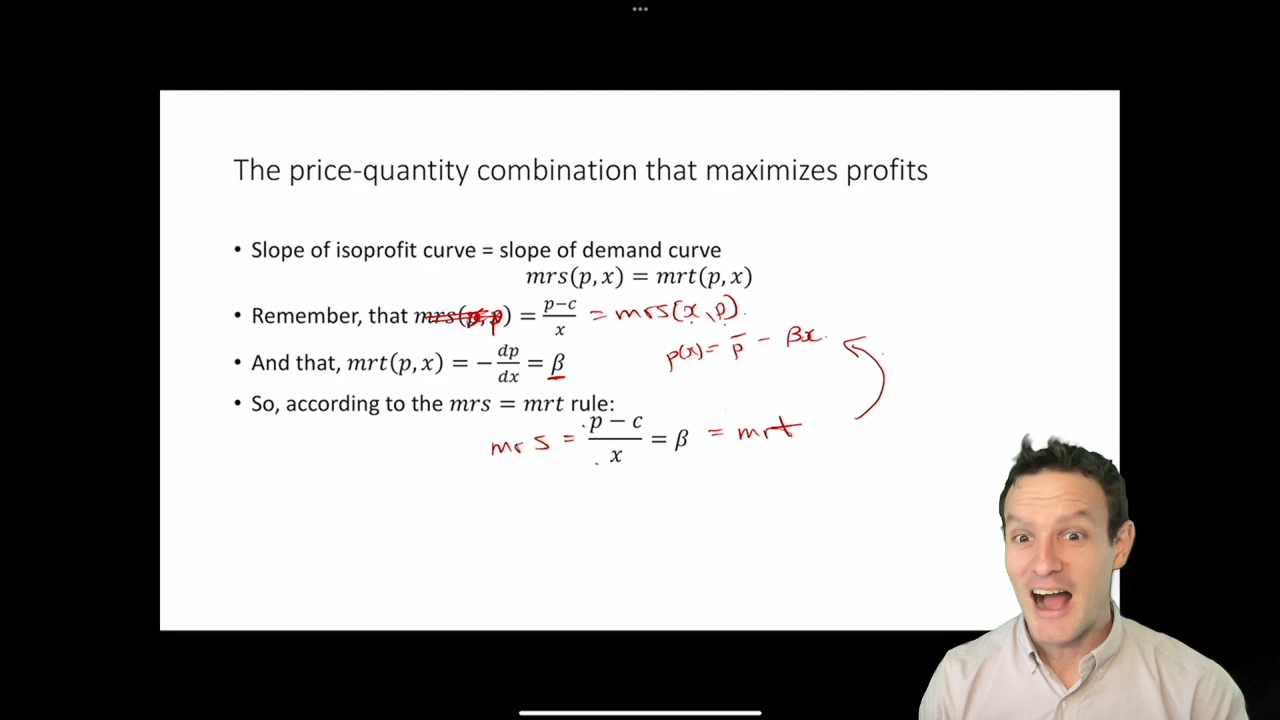 The price-quantity combination that maximizes profits
• Slope of isoprofit curve = slope of demand curve
mrs(p, x) = mrt(p, x)
• Remember, that mrs(p, p) = p−c/x = mrs(x, p).
p(x) = p̄ − βx.
• And that, mrt(p, x) = − dp/dx = β
• So, according to the mrs = mrt rule:
mrs = p − c/x = β = mrt